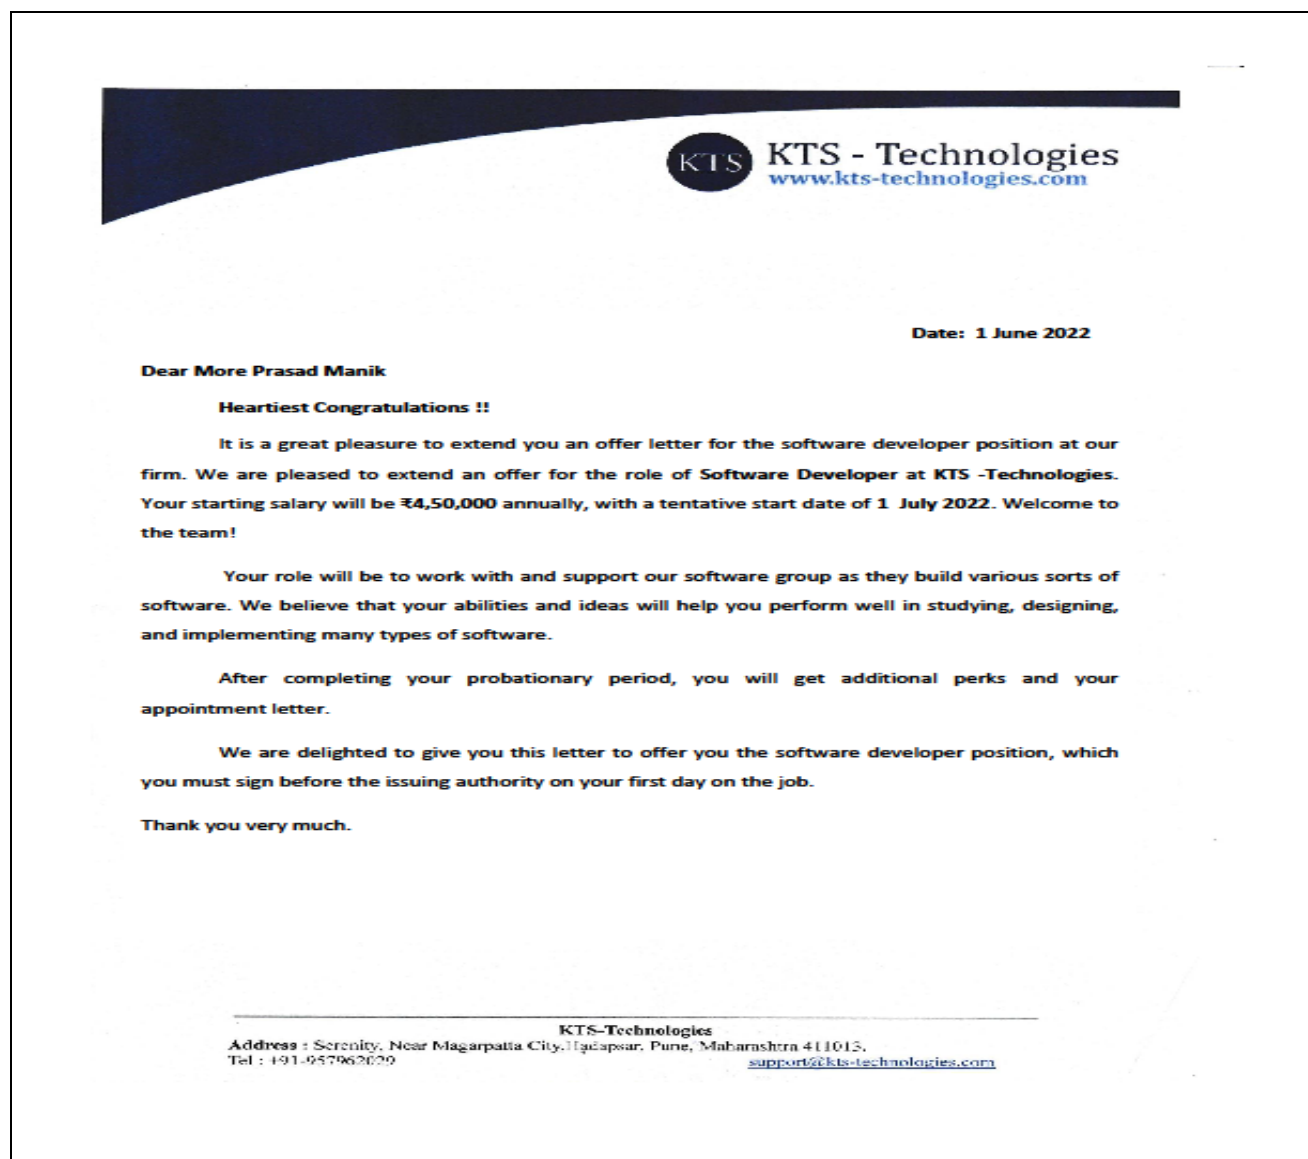 KTS
KTS - Technologies
www.kts-technologies.com
Date: 1 June 2022
Dear More Prasad Manik
Heartiest Congratulations !!
It is a great pleasure to extend you an offer letter for the software developer position at our
firm. We are pleased to extend an offer for the role of Software Developer at KTS -Technologies.
Your starting salary will be ₹4,50,000 annually, with a tentative start date of 1 July 2022. Welcome to
the team!
Your role will be to work with and support our software group as they build various sorts of
software. We believe that your abilities and ideas will help you perform well in studying, designing,
and implementing many types of software.
After completing your probationary period, you will get additional perks and your
appointment letter.
We are delighted to give you this letter to offer you the software developer position, which
you must sign before the issuing authority on your first day on the job.
Thank you very much.
KTS-Technologies
Address : Serenity, Near Magarpatta City,Hadapsar, Pune, Maharashtra 411013.
Tel : +91-957962029
support@kts-technologies.com